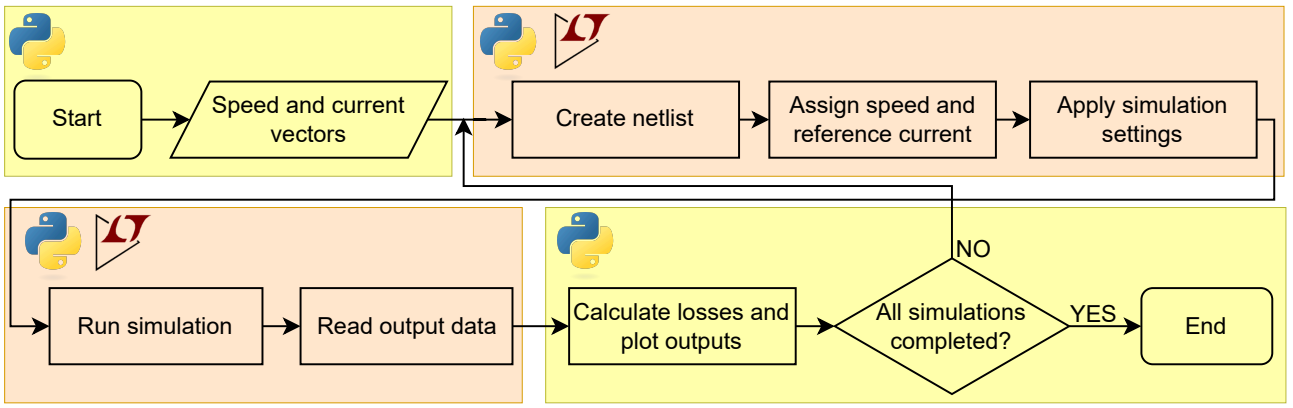 Start
Speed and current
vectors
Create netlist
Assign speed and
reference current
Apply simulation
settings
Run simulation
Read output data
Calculate losses and
plot outputs
All simulations
completed?
NO
YES
End